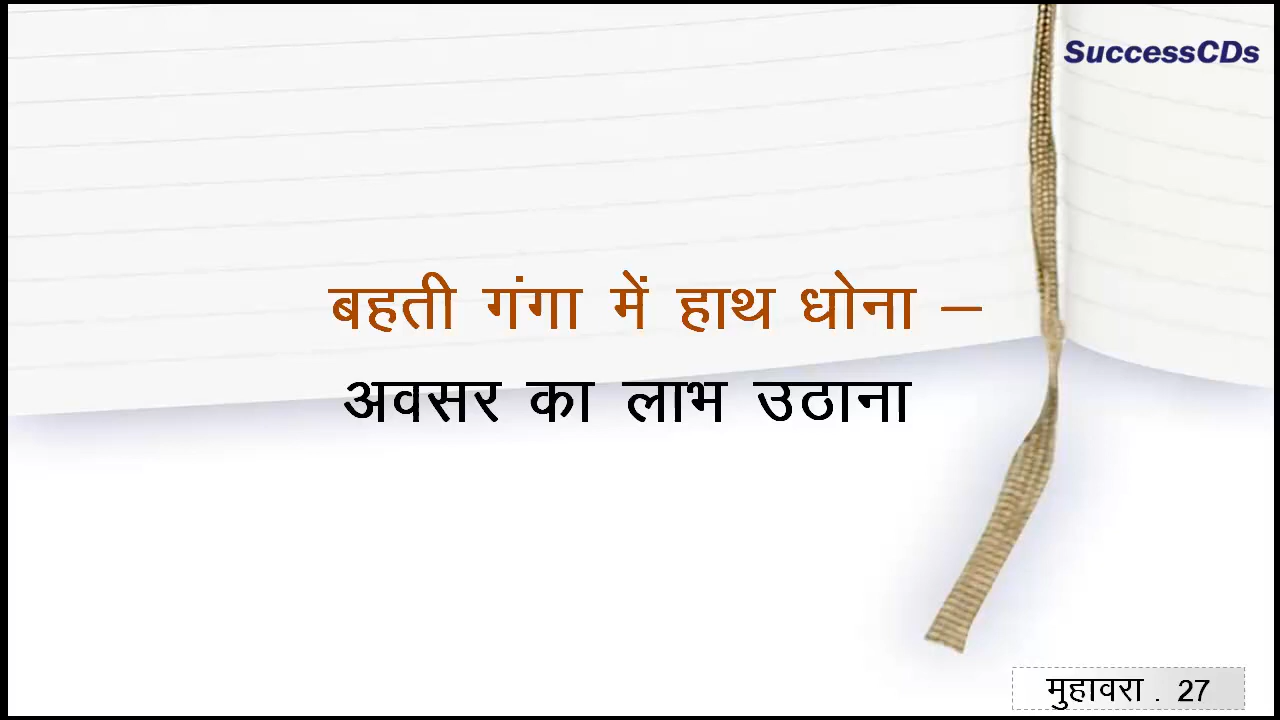 SuccessCDs
बहती गंगा में हाथ धोना –
अवसर का लाभ उठाना
मुहावरा . 27